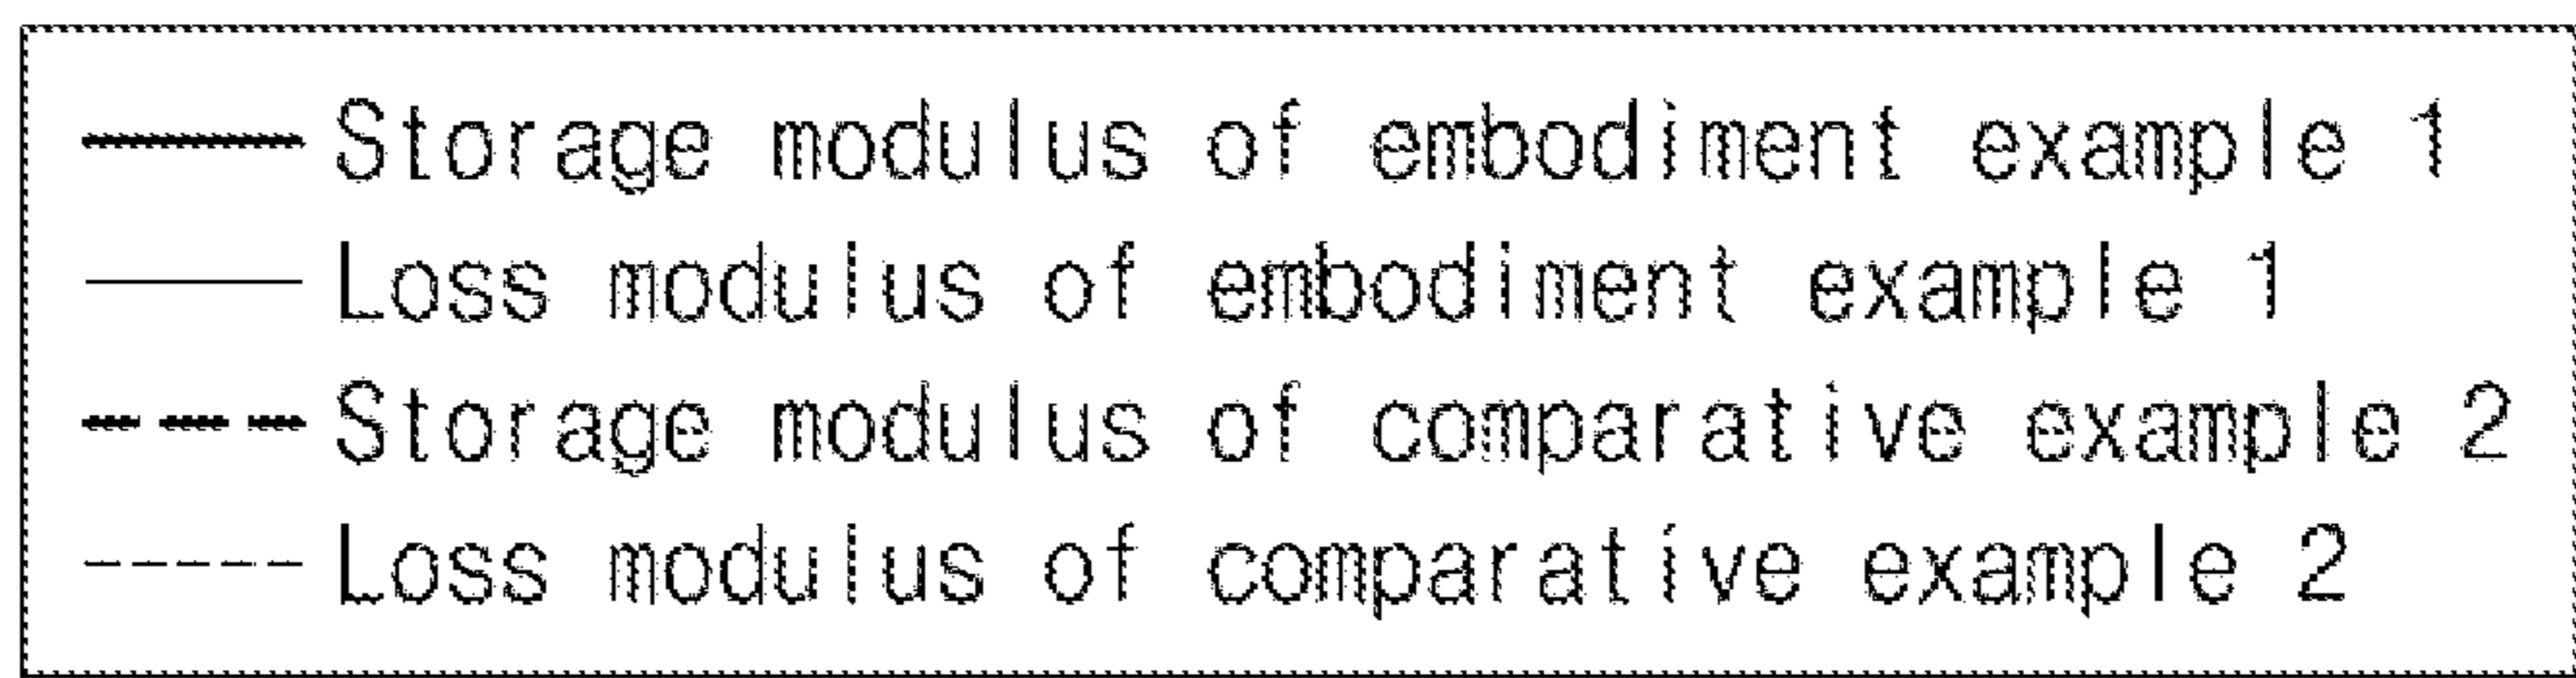 Storage modulus of embodiment example 1
Loss modulus of embodiment example 1
Storage modulus of comparative example 2
Loss modulus of comparative example 2